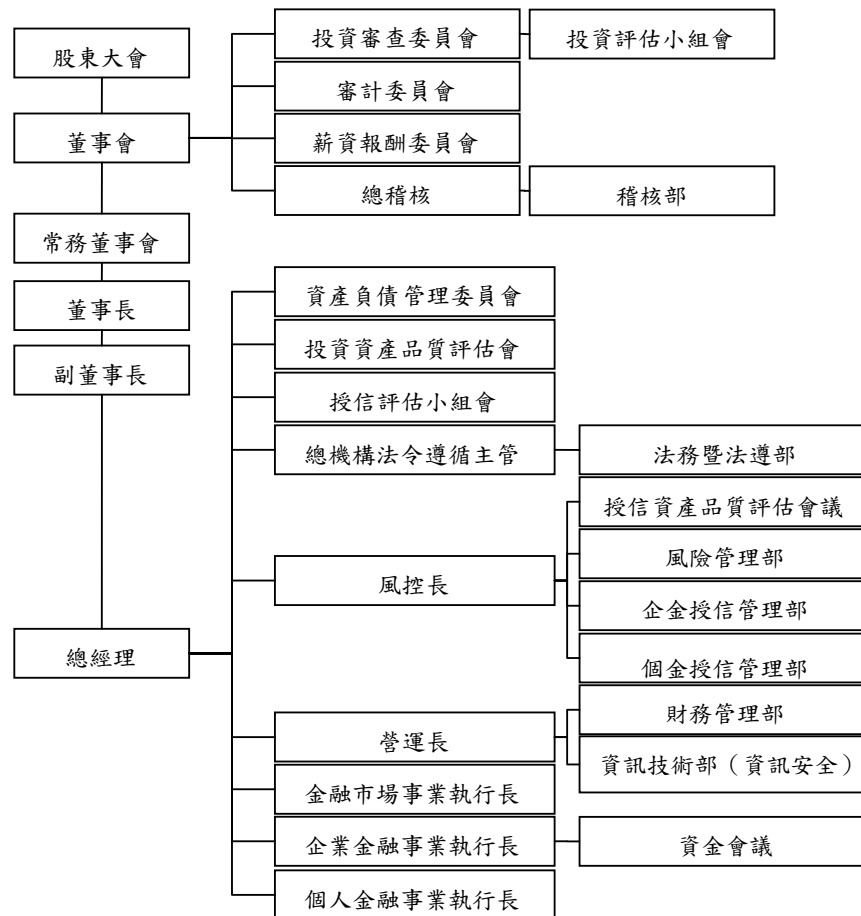 股東大會
董事會
常務董事會
董事長
副董事長
總經理
投資審查委員會
投資評估小組會
審計委員會
薪資報酬委員會
總稽核
稽核部
資產負債管理委員會
投資資產品質評估會
授信評估小組會
總機構法令遵循主管
法務暨法遵部
風控長
授信資產品質評估會議
風險管理部
企金授信管理部
個金授信管理部
營運長
財務管理部
資訊技術部（資訊安全）
金融市場事業執行長
企業金融事業執行長
資金會議
個人金融事業執行長